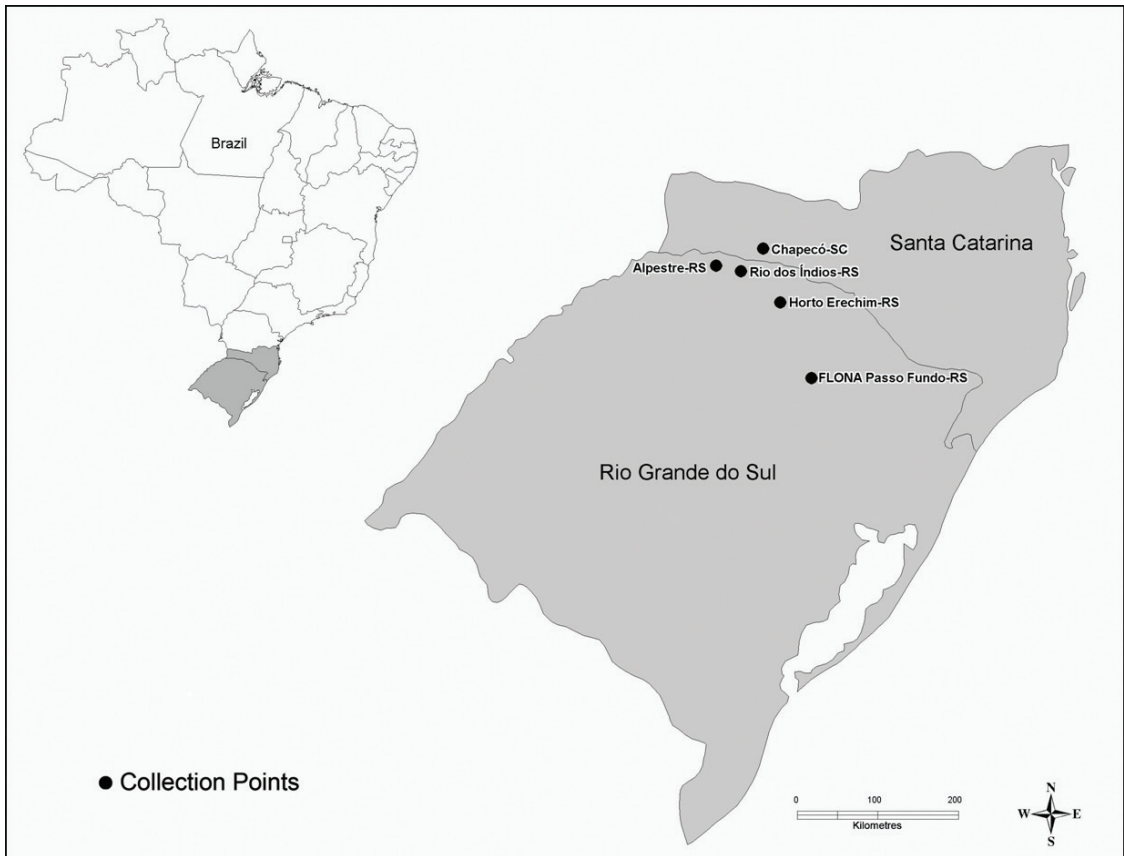 Brazil
Santa Catarina
Chapecó-SC
Alpestre-RS
Rio dos Índios-RS
Horto Erechim-RS
FLONA Passo Fundo-RS
Rio Grande do Sul
Collection Points
0 100 200
Kilometres
N
W E
S